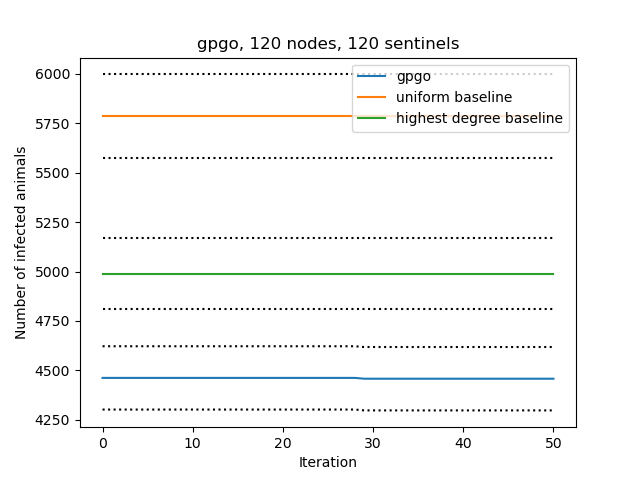 gpgo, 120 nodes, 120 sentinels
6000
5750
5500
5250
5000
4750
4500
4250
Number of infected animals
gpgo
uniform baseline
highest degree baseline
0 10 20 30 40 50
Iteration